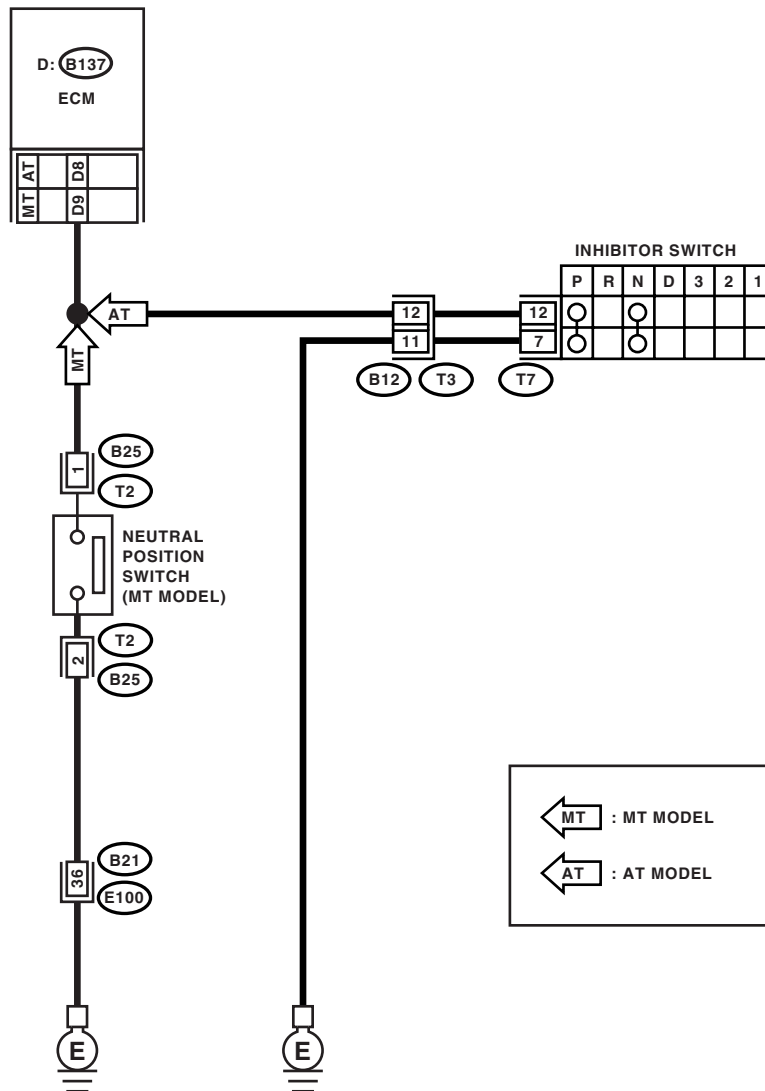 D: B137
ECM
AT D8
MT D9
INHIBITOR SWITCH
P R N D 3 2 1
AT
12 12
11 7
B12 T3 T7
MT
1
B25
T2
NEUTRAL
POSITION
SWITCH
(MT MODEL)
2
T2
B25
36
B21
E100
MT : MT MODEL
AT : AT MODEL
E E